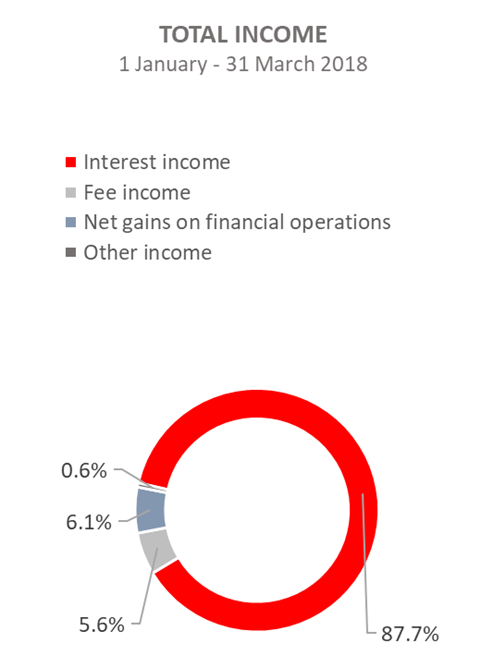 TOTAL INCOME
1 January - 31 March 2018
Interest income
Fee income
Net gains on financial operations
Other income
0.6%
6.1%
5.6%
87.7%